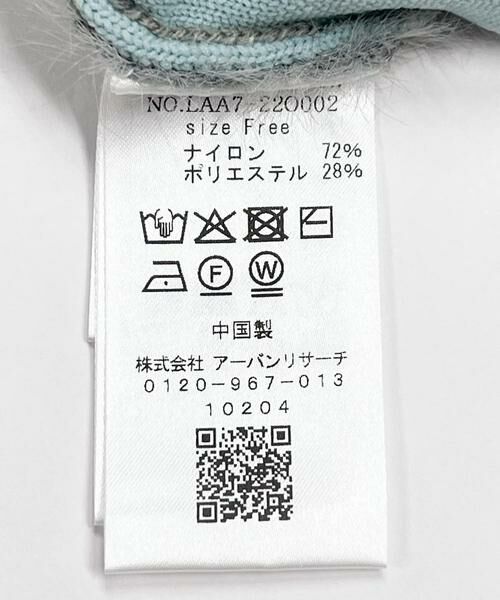 NO.LAA7-220002
size Free
ナイロン 72%
ポリエステル 28%
F W
中国製
株式会社 アーバンリサーチ
0120-967-013
10204